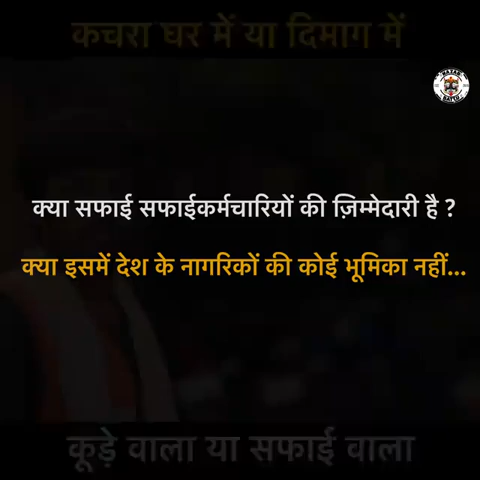 कचरा घर में या दिमाग में
क्या सफाई सफाईकर्मचारियों की ज़िम्मेदारी है ?
क्या इसमें देश के नागरिकों की कोई भूमिका नहीं...
कूड़े वाला या सफाई वाला